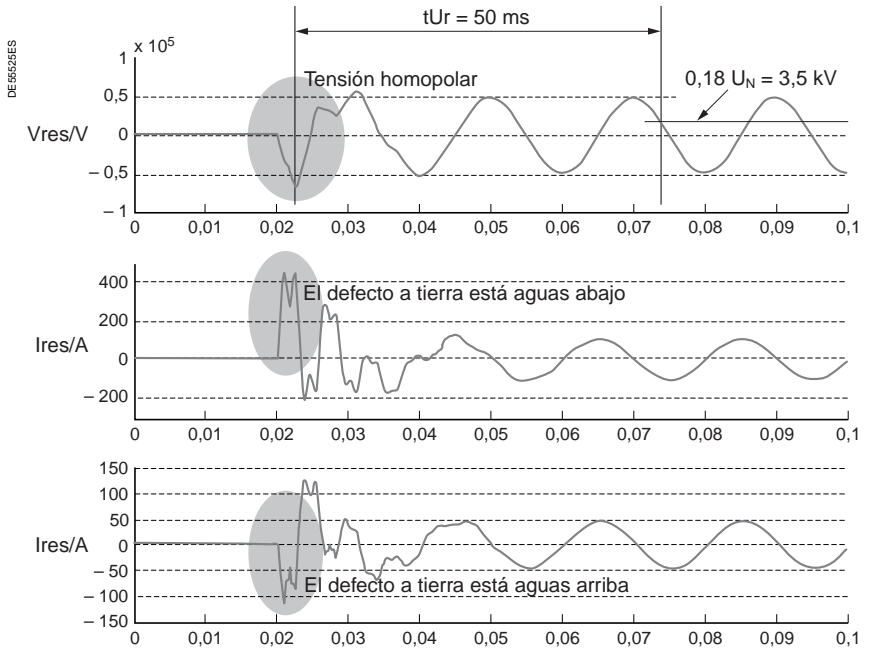 tUr = 50 ms
DE55525ES
x 10⁵
1
Tensión homopolar
0,18 U_N = 3,5 kV
0,5
Vres/V
0
– 0,5
– 1
0 0,01 0,02 0,03 0,04 0,05 0,06 0,07 0,08 0,09 0,1
400
El defecto a tierra está aguas abajo
200
Ires/A
0
– 200
0 0,01 0,02 0,03 0,04 0,05 0,06 0,07 0,08 0,09 0,1
150
100
50
Ires/A
0
– 50
El defecto a tierra está aguas arriba
– 100
– 150
0 0,01 0,02 0,03 0,04 0,05 0,06 0,07 0,08 0,09 0,1